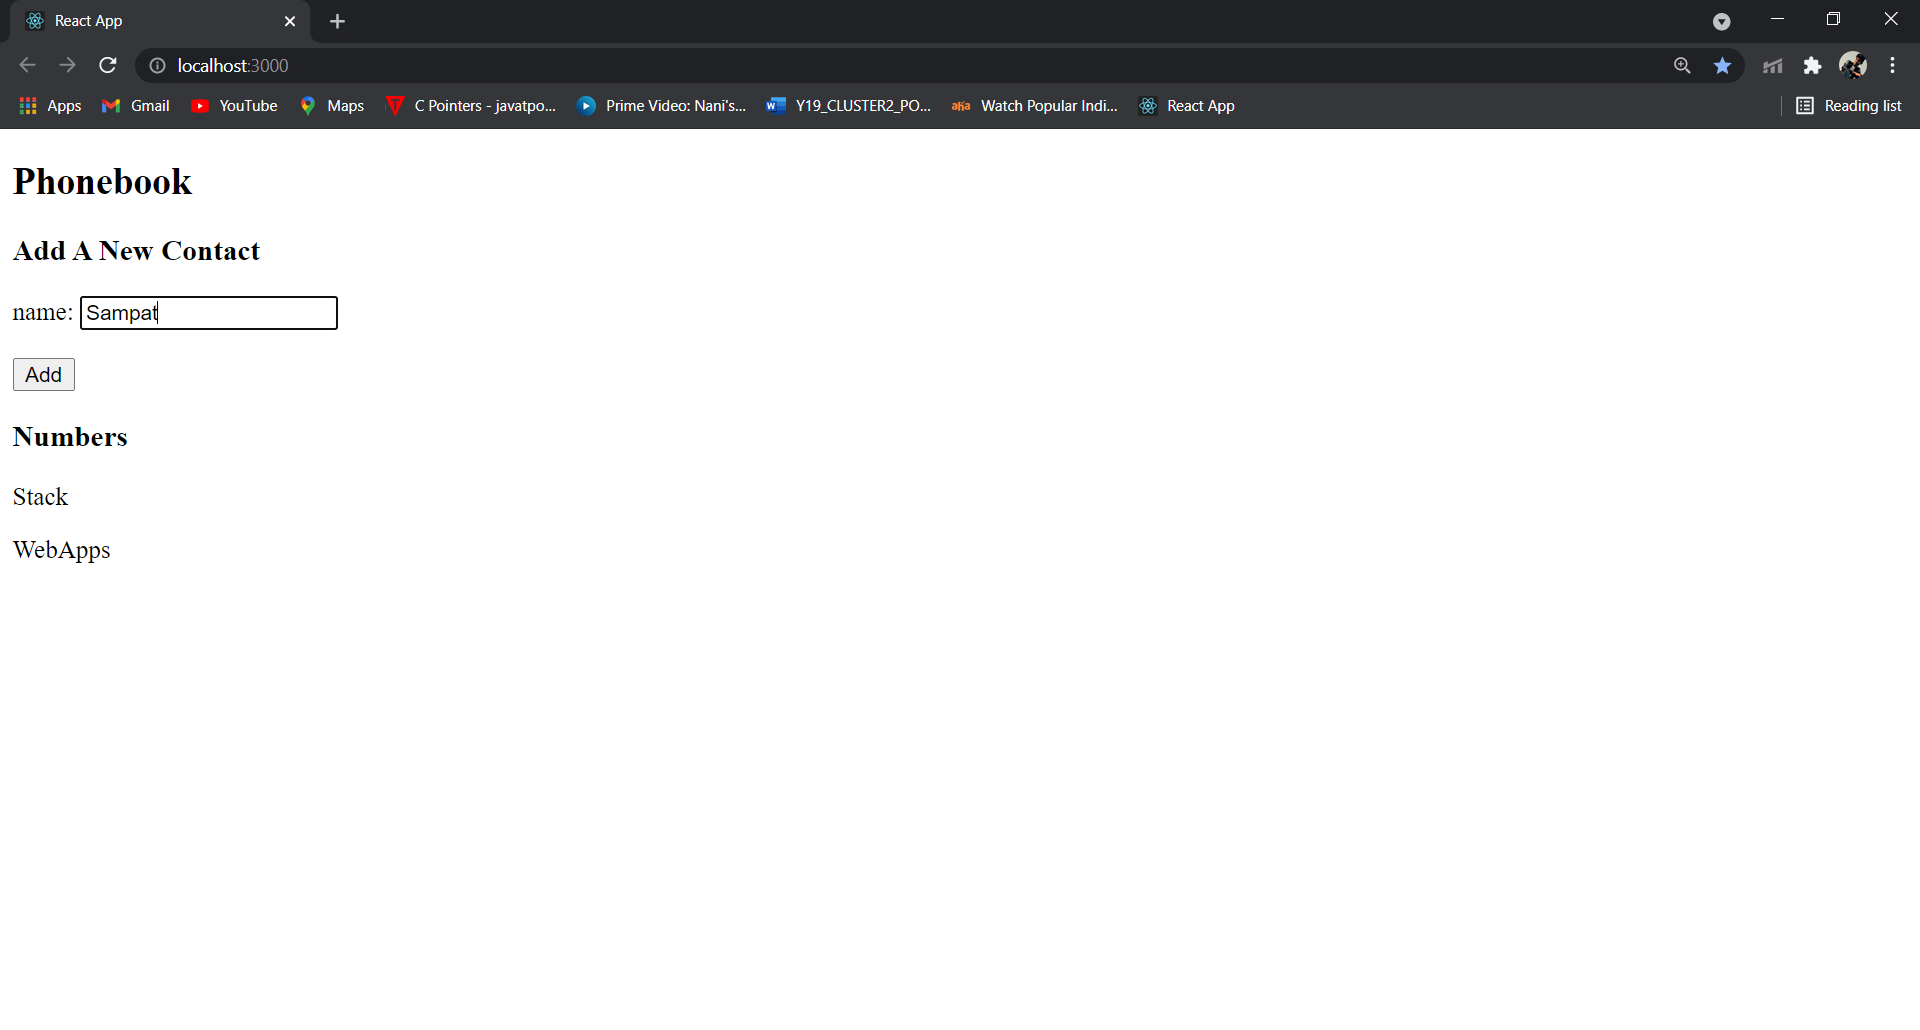 React App
localhost:3000
Apps Gmail YouTube Maps C Pointers - javatpo... Prime Video: Nani's... Y19_CLUSTER2_PO... aha Watch Popular Indi... React App Reading list
Phonebook
Add A New Contact
name: Sampat
Add
Numbers
Stack
WebApps